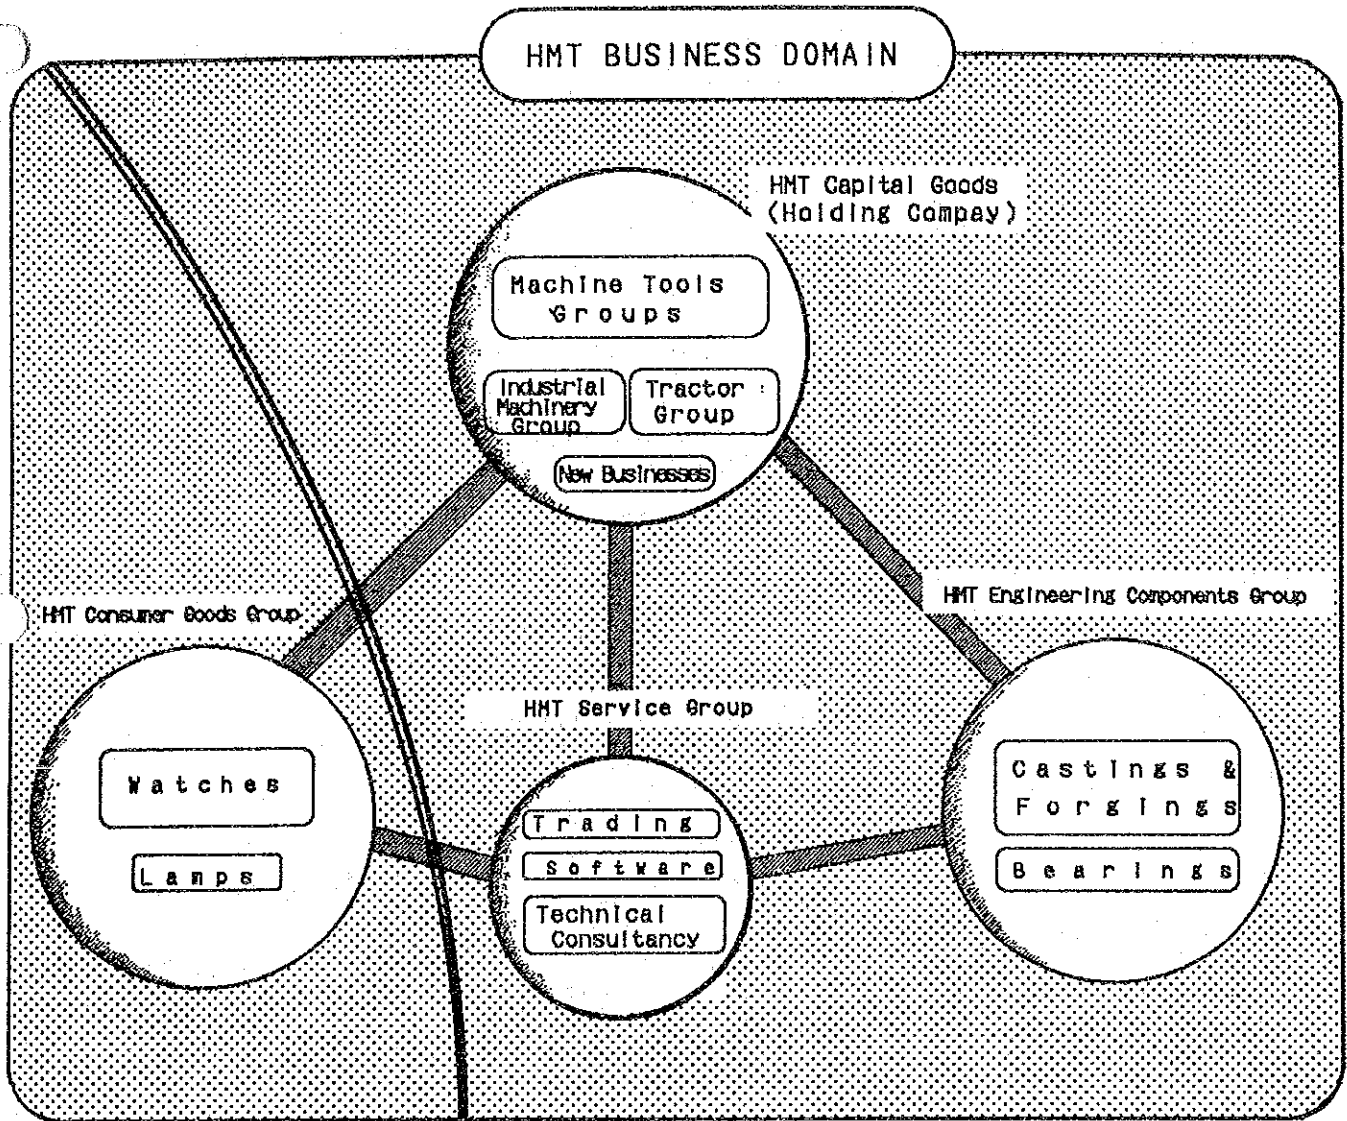 HMT BUSINESS DOMAIN
HMT Capital Goods
(Holding Compay)
Machine Tools
Groups
Industrial
Machinery
Group
Tractor
Group
New Businesses
HMT Consumer Goods Group
HMT Engineering Components Group
HMT Service Group
Watches
Lamps
Trading
Software
Technical
Consultancy
Castings &
Forgings
Bearings